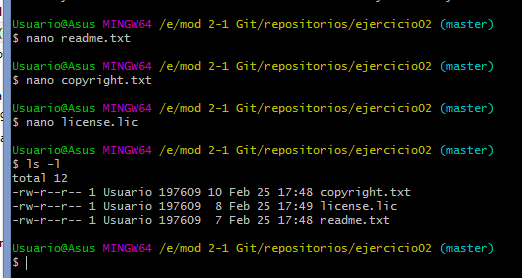 Usuario@Asus MINGW64 /e/mod 2-1 Git/repositorios/ejercicio02 (master)
$ nano readme.txt
Usuario@Asus MINGW64 /e/mod 2-1 Git/repositorios/ejercicio02 (master)
$ nano copyright.txt
Usuario@Asus MINGW64 /e/mod 2-1 Git/repositorios/ejercicio02 (master)
$ nano license.lic
Usuario@Asus MINGW64 /e/mod 2-1 Git/repositorios/ejercicio02 (master)
$ ls -l
total 12
-rw-r--r-- 1 Usuario 197609 10 Feb 25 17:48 copyright.txt
-rw-r--r-- 1 Usuario 197609  8 Feb 25 17:49 license.lic
-rw-r--r-- 1 Usuario 197609  7 Feb 25 17:48 readme.txt
Usuario@Asus MINGW64 /e/mod 2-1 Git/repositorios/ejercicio02 (master)
$